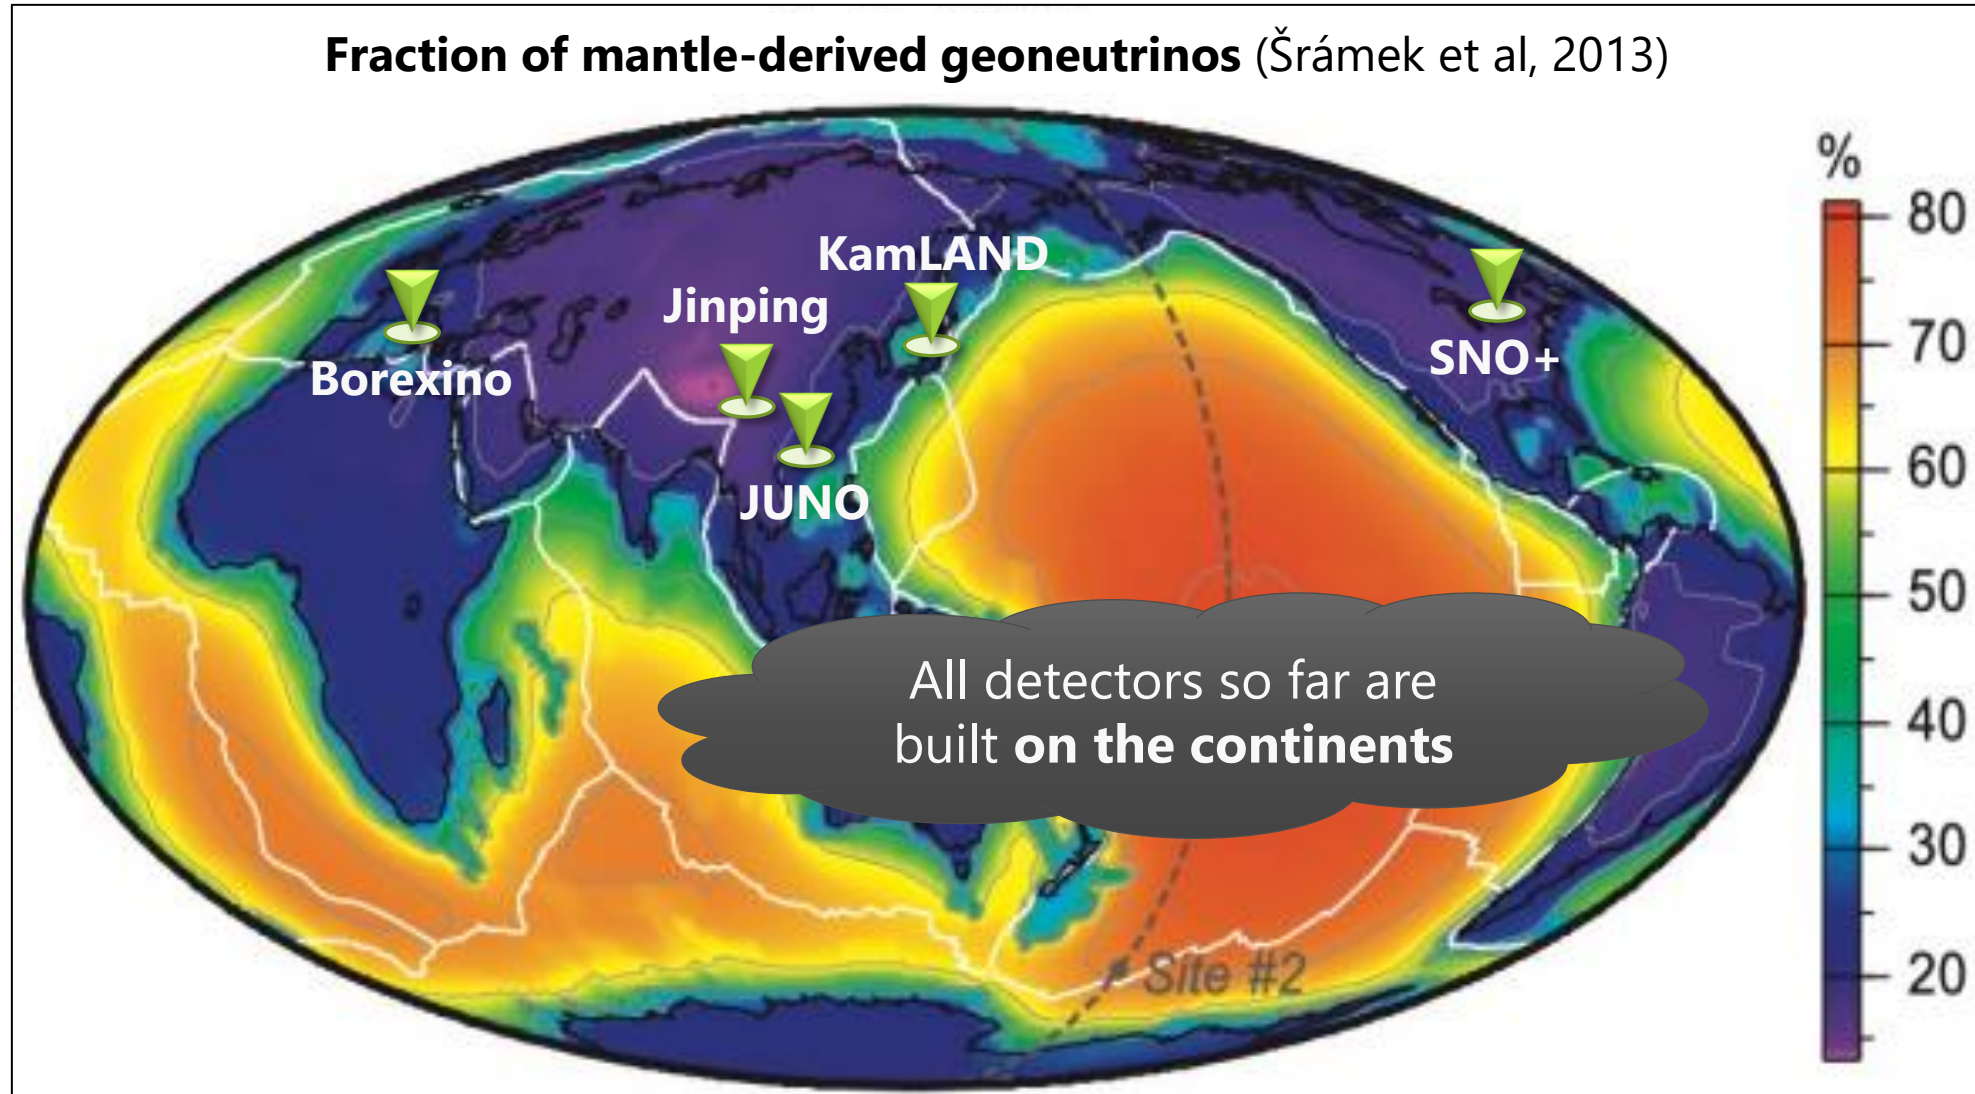 Fraction of mantle-derived geoneutrinos (Šrámek et al, 2013)
%
80
KamLAND
Jinping
70
SNO+
Borexino
60
JUNO
50
All detectors so far are
built on the continents
40
30
Site #2
20